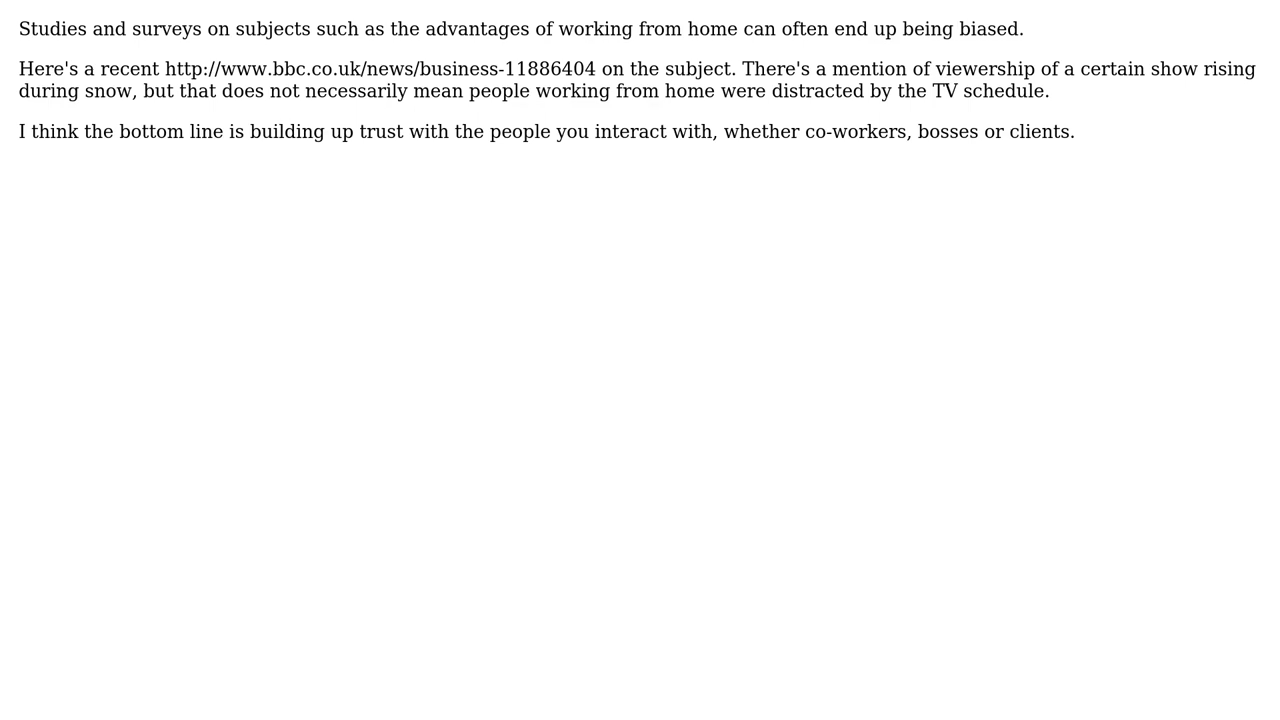 Studies and surveys on subjects such as the advantages of working from home can often end up being biased.
Here's a recent http://www.bbc.co.uk/news/business-11886404 on the subject. There's a mention of viewership of a certain show rising
during snow, but that does not necessarily mean people working from home were distracted by the TV schedule.
I think the bottom line is building up trust with the people you interact with, whether co-workers, bosses or clients.